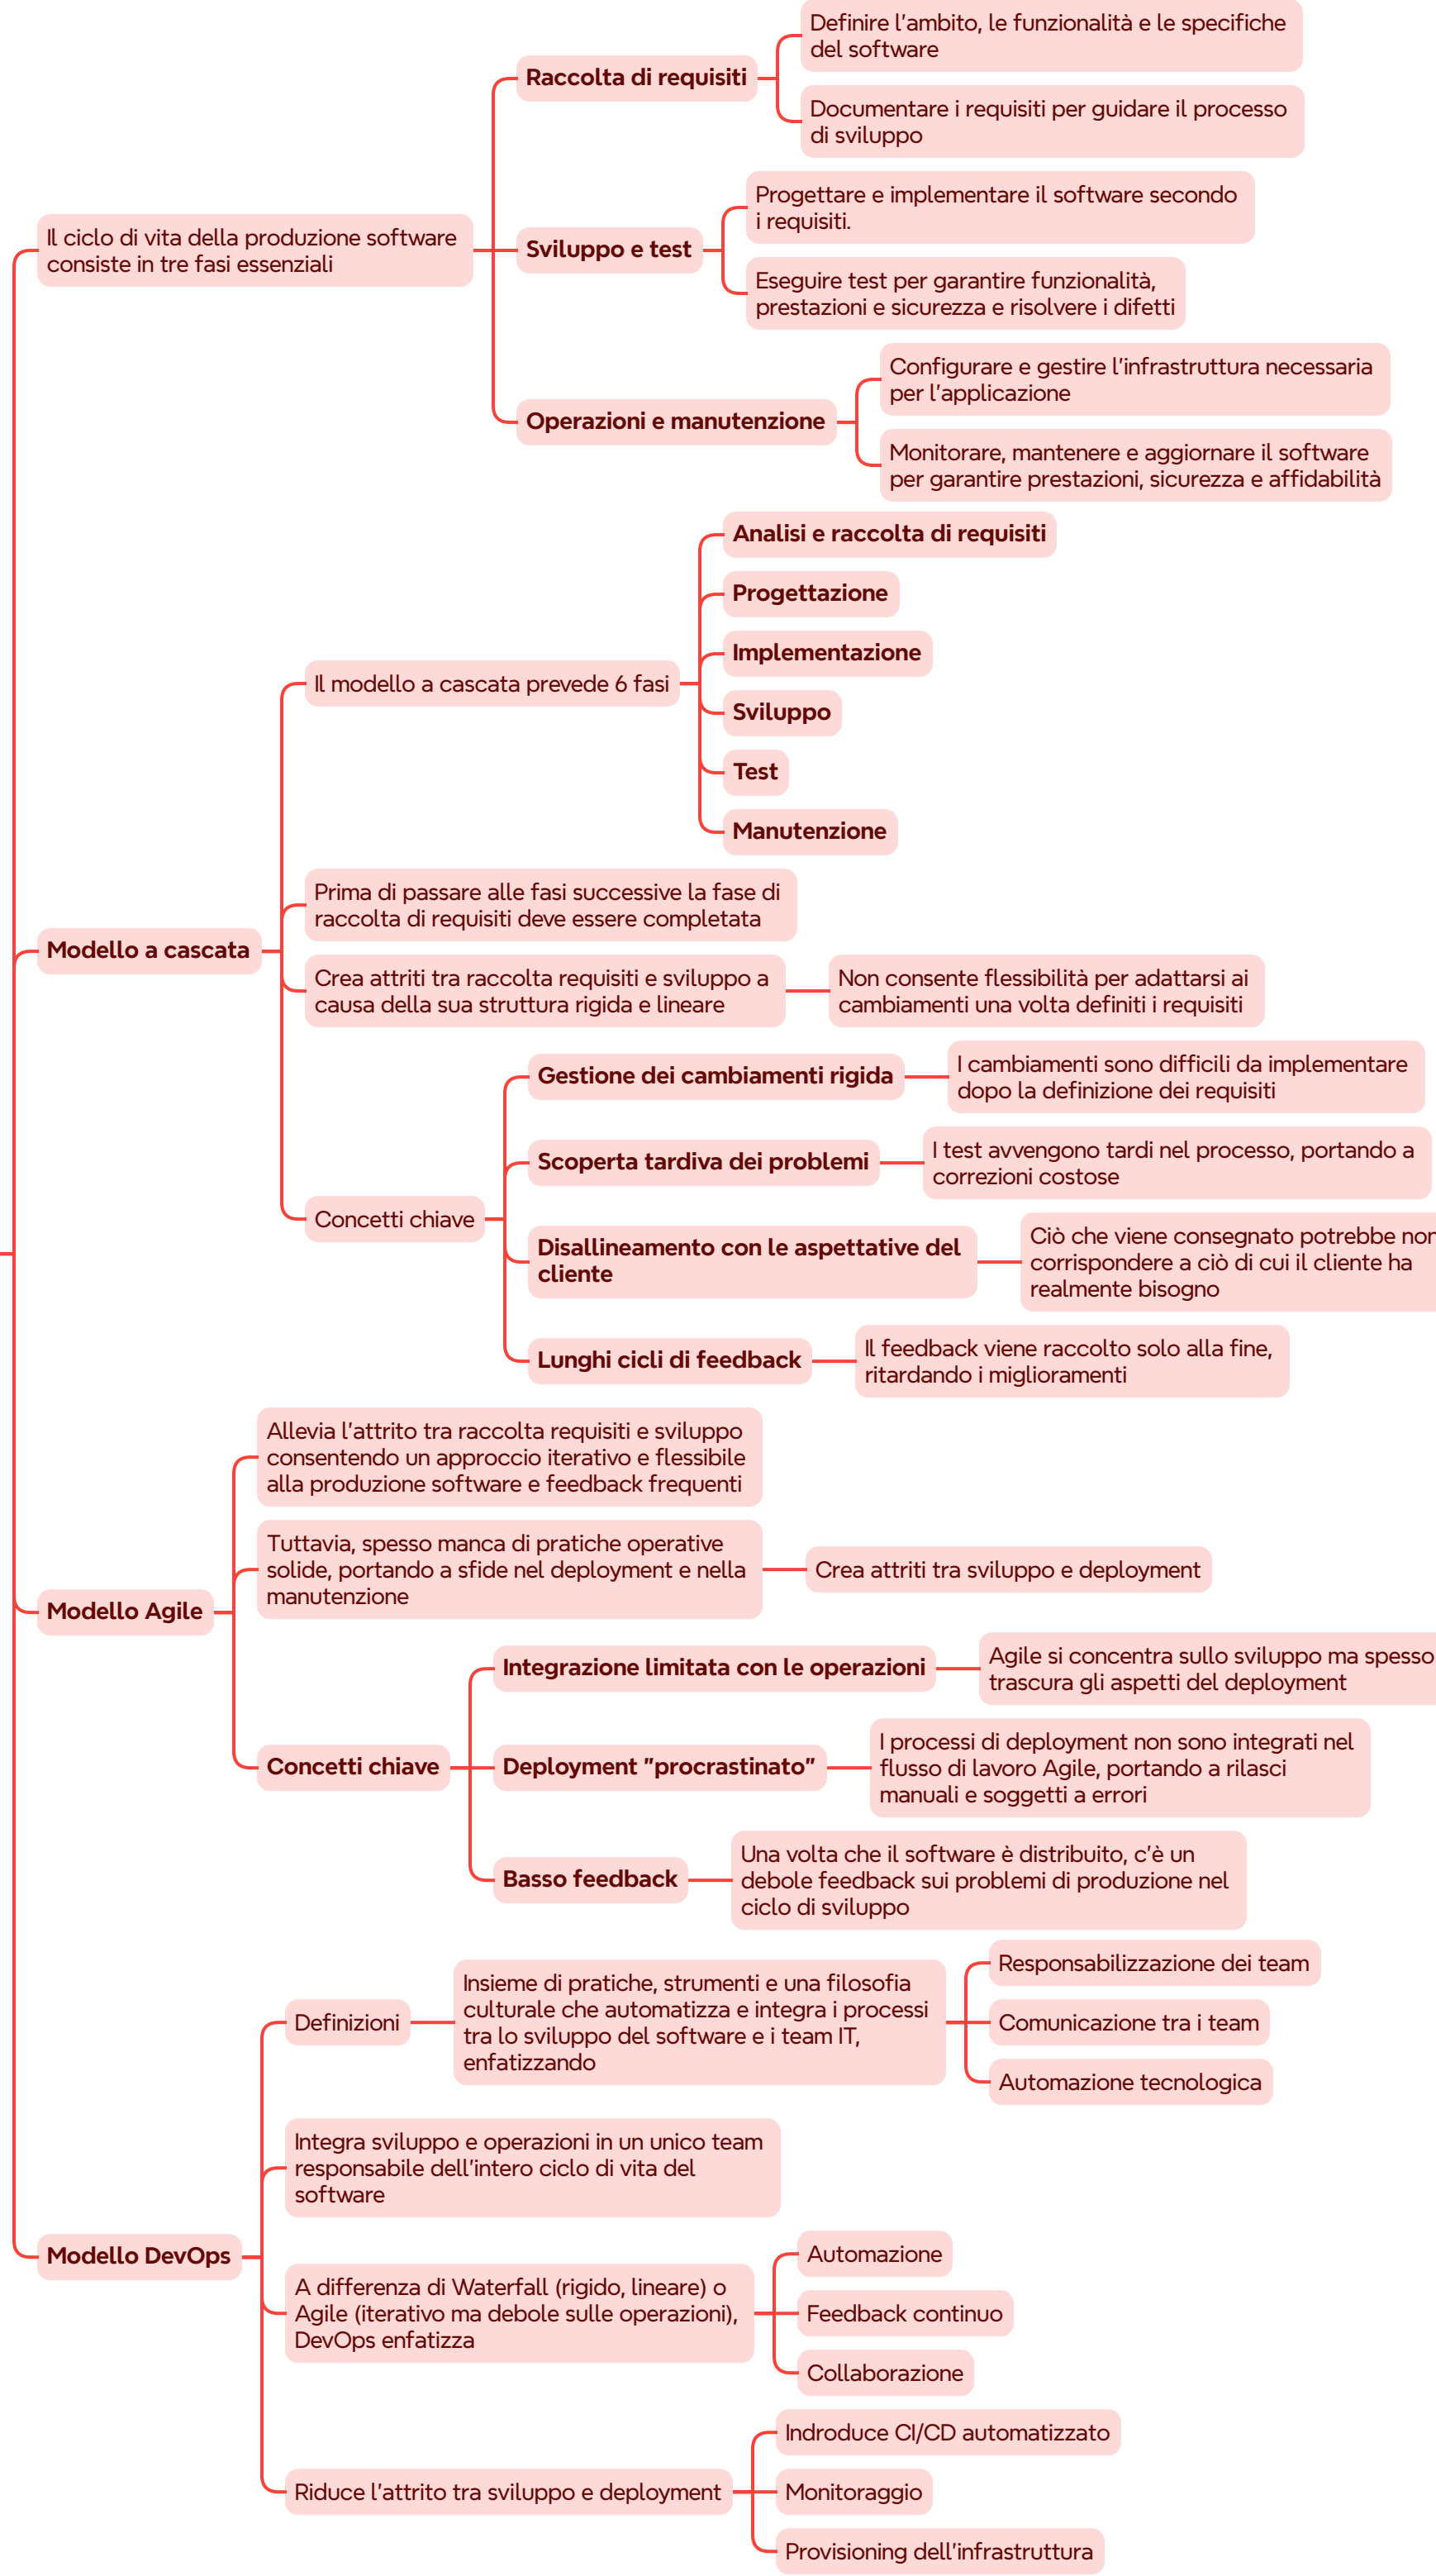 Il ciclo di vita della produzione software
consiste in tre fasi essenziali
Raccolta di requisiti
Definire l'ambito, le funzionalità e le specifiche
del software
Documentare i requisiti per guidare il processo
di sviluppo
Sviluppo e test
Progettare e implementare il software secondo
i requisiti.
Eseguire test per garantire funzionalità,
prestazioni e sicurezza e risolvere i difetti
Operazioni e manutenzione
Configurare e gestire l'infrastruttura necessaria
per l'applicazione
Monitorare, mantenere e aggiornare il software
per garantire prestazioni, sicurezza e affidabilità
Modello a cascata
Il modello a cascata prevede 6 fasi
Analisi e raccolta di requisiti
Progettazione
Implementazione
Sviluppo
Test
Manutenzione
Prima di passare alle fasi successive la fase di
raccolta di requisiti deve essere completata
Crea attriti tra raccolta requisiti e sviluppo a
causa della sua struttura rigida e lineare
Non consente flessibilità per adattarsi ai
cambiamenti una volta definiti i requisiti
Concetti chiave
Gestione dei cambiamenti rigida
I cambiamenti sono difficili da implementare
dopo la definizione dei requisiti
Scoperta tardiva dei problemi
I test avvengono tardi nel processo, portando a
correzioni costose
Disallineamento con le aspettative del
cliente
Ciò che viene consegnato potrebbe non
corrispondere a ciò di cui il cliente ha
realmente bisogno
Lunghi cicli di feedback
Il feedback viene raccolto solo alla fine,
ritardando i miglioramenti
Modello Agile
Allevia l'attrito tra raccolta requisiti e sviluppo
consentendo un approccio iterativo e flessibile
alla produzione software e feedback frequenti
Tuttavia, spesso manca di pratiche operative
solide, portando a sfide nel deployment e nella
manutenzione
Crea attriti tra sviluppo e deployment
Concetti chiave
Integrazione limitata con le operazioni
Agile si concentra sullo sviluppo ma spesso
trascura gli aspetti del deployment
Deployment "procrastinato"
I processi di deployment non sono integrati nel
flusso di lavoro Agile, portando a rilasci
manuali e soggetti a errori
Basso feedback
Una volta che il software è distribuito, c'è un
debole feedback sui problemi di produzione nel
ciclo di sviluppo
Modello DevOps
Definizioni
Insieme di pratiche, strumenti e una filosofia
culturale che automatizza e integra i processi
tra lo sviluppo del software e i team IT,
enfatizzando
Responsabilizzazione dei team
Comunicazione tra i team
Automazione tecnologica
Integra sviluppo e operazioni in un unico team
responsabile dell'intero ciclo di vita del
software
A differenza di Waterfall (rigido, lineare) o
Agile (iterativo ma debole sulle operazioni),
DevOps enfatizza
Automazione
Feedback continuo
Collaborazione
Riduce l'attrito tra sviluppo e deployment
Indroduce CI/CD automatizzato
Monitoraggio
Provisioning dell'infrastruttura